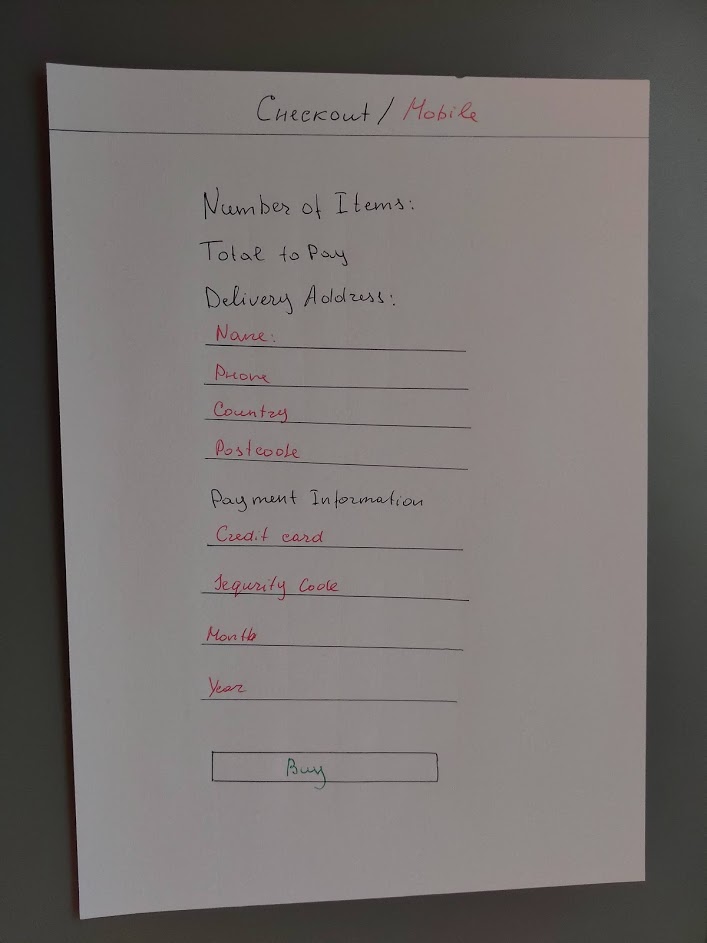 Checkout / Mobile
Number of Items:
Total to Pay
Delivery Address:
Name:
Phone
Country
Postcode
Payment Information
Credit card
Sequrity Code
Month
Year
Buy